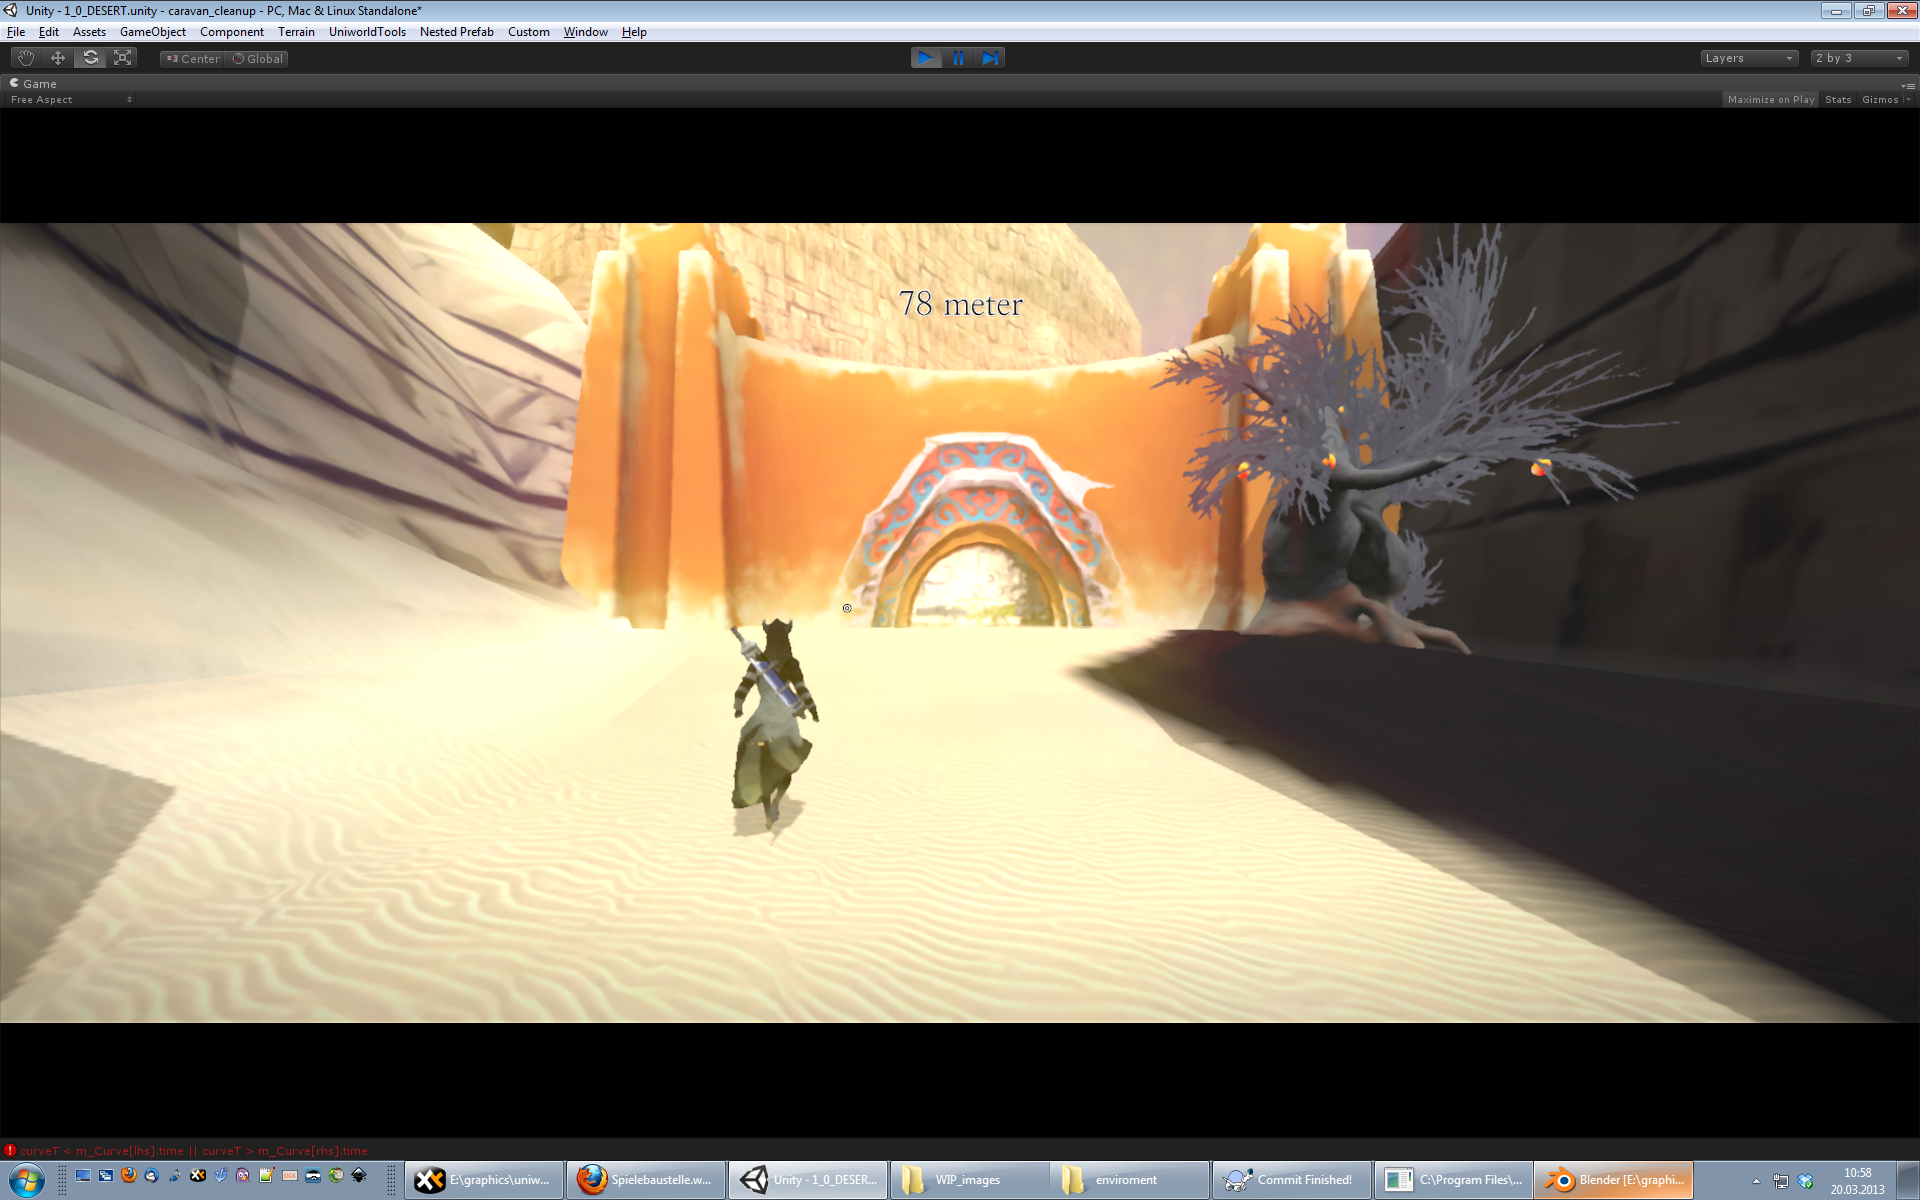 Unity - 1_0_DESERT.unity - caravan_cleanup - PC, Mac & Linux Standalone*
File Edit Assets GameObject Component Terrain UniworldTools Nested Prefab Custom Window Help
Center Global Layers 2 by 3
Game
Free Aspect Maximize on Play Stats Gizmos
78 meter
curveT < m_Curve[lhs].time || curveT > m_Curve[rhs].time
E:\graphics\uniw... Spielebaustelle.w... Unity - 1_0_DESER... WIP_images enviroment Commit Finished! C:\Program Files\... Blender [E:\graphi...
10:58
20.03.2013